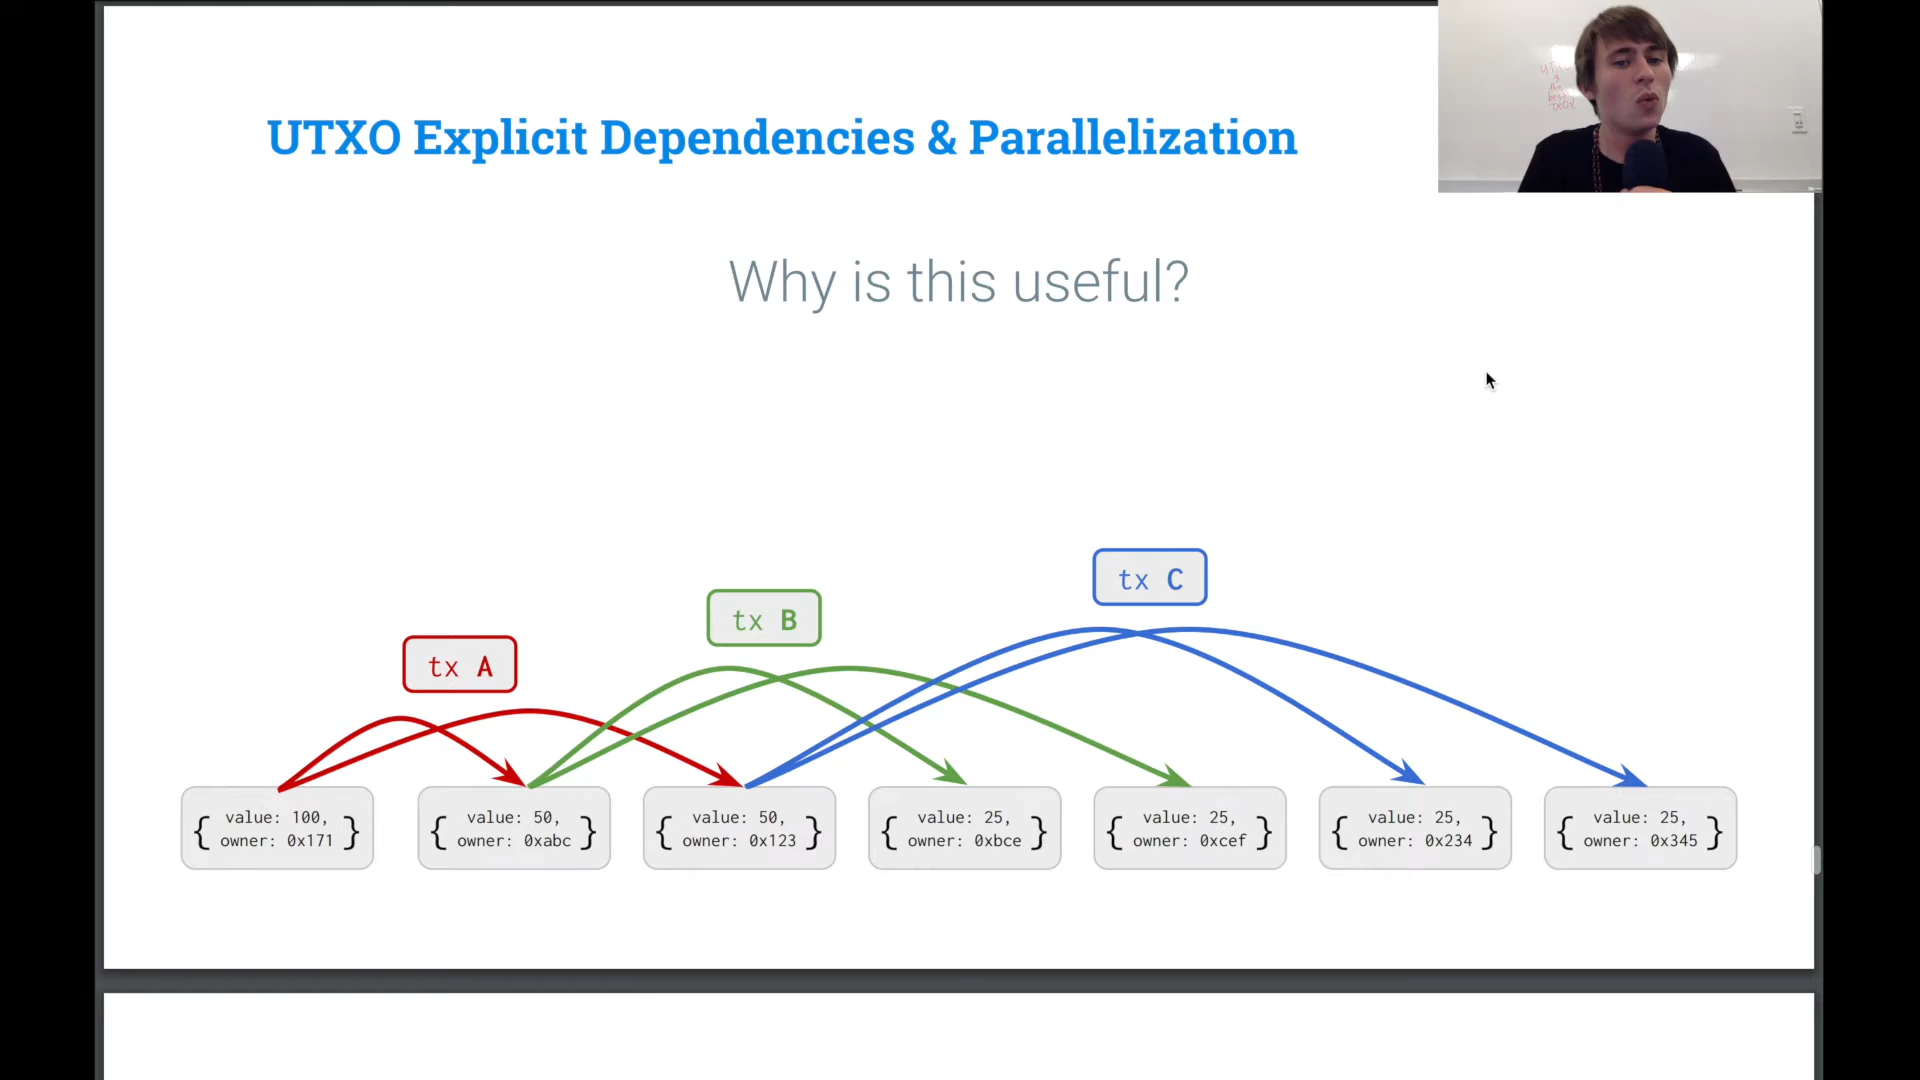 UTXO Explicit Dependencies & Parallelization
Why is this useful?
tx C
tx B
tx A
{ value: 100, owner: 0x171 }
{ value: 50, owner: 0xabc }
{ value: 50, owner: 0x123 }
{ value: 25, owner: 0xbce }
{ value: 25, owner: 0xcef }
{ value: 25, owner: 0x234 }
{ value: 25, owner: 0x345 }